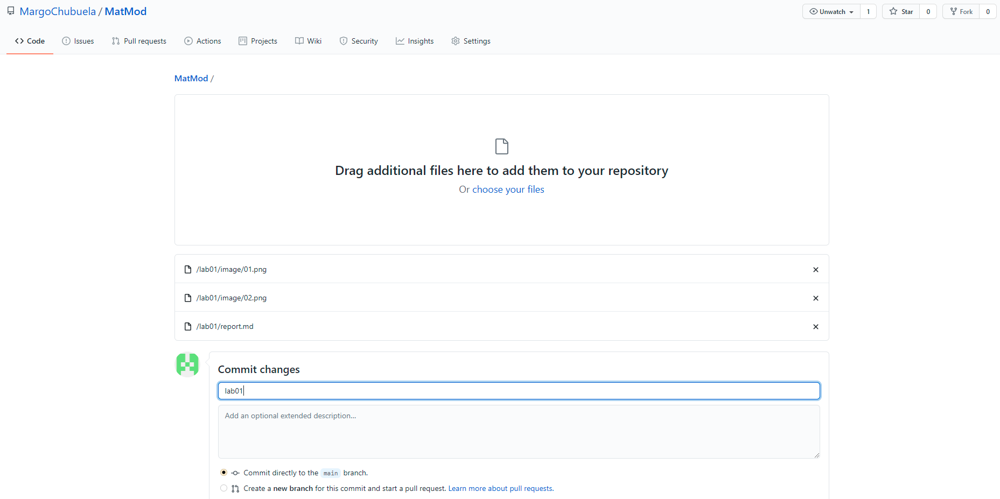 MargoChubuela / MatMod
Unwatch 1 Star 0 Fork 0
Code Issues Pull requests Actions Projects Wiki Security Insights Settings
MatMod /
Drag additional files here to add them to your repository
Or choose your files
/lab01/image/01.png
/lab01/image/02.png
/lab01/report.md
Commit changes
lab01
Add an optional extended description...
Commit directly to the main branch.
Create a new branch for this commit and start a pull request. Learn more about pull requests.